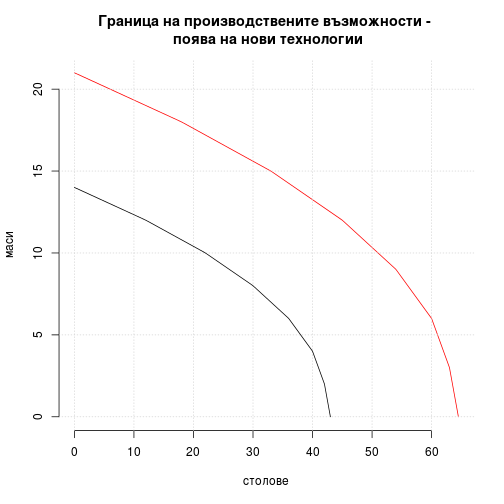 Граница на производствените възможности -
поява на нови технологии
маси
20
15
10
5
0
0 10 20 30 40 50 60
столове